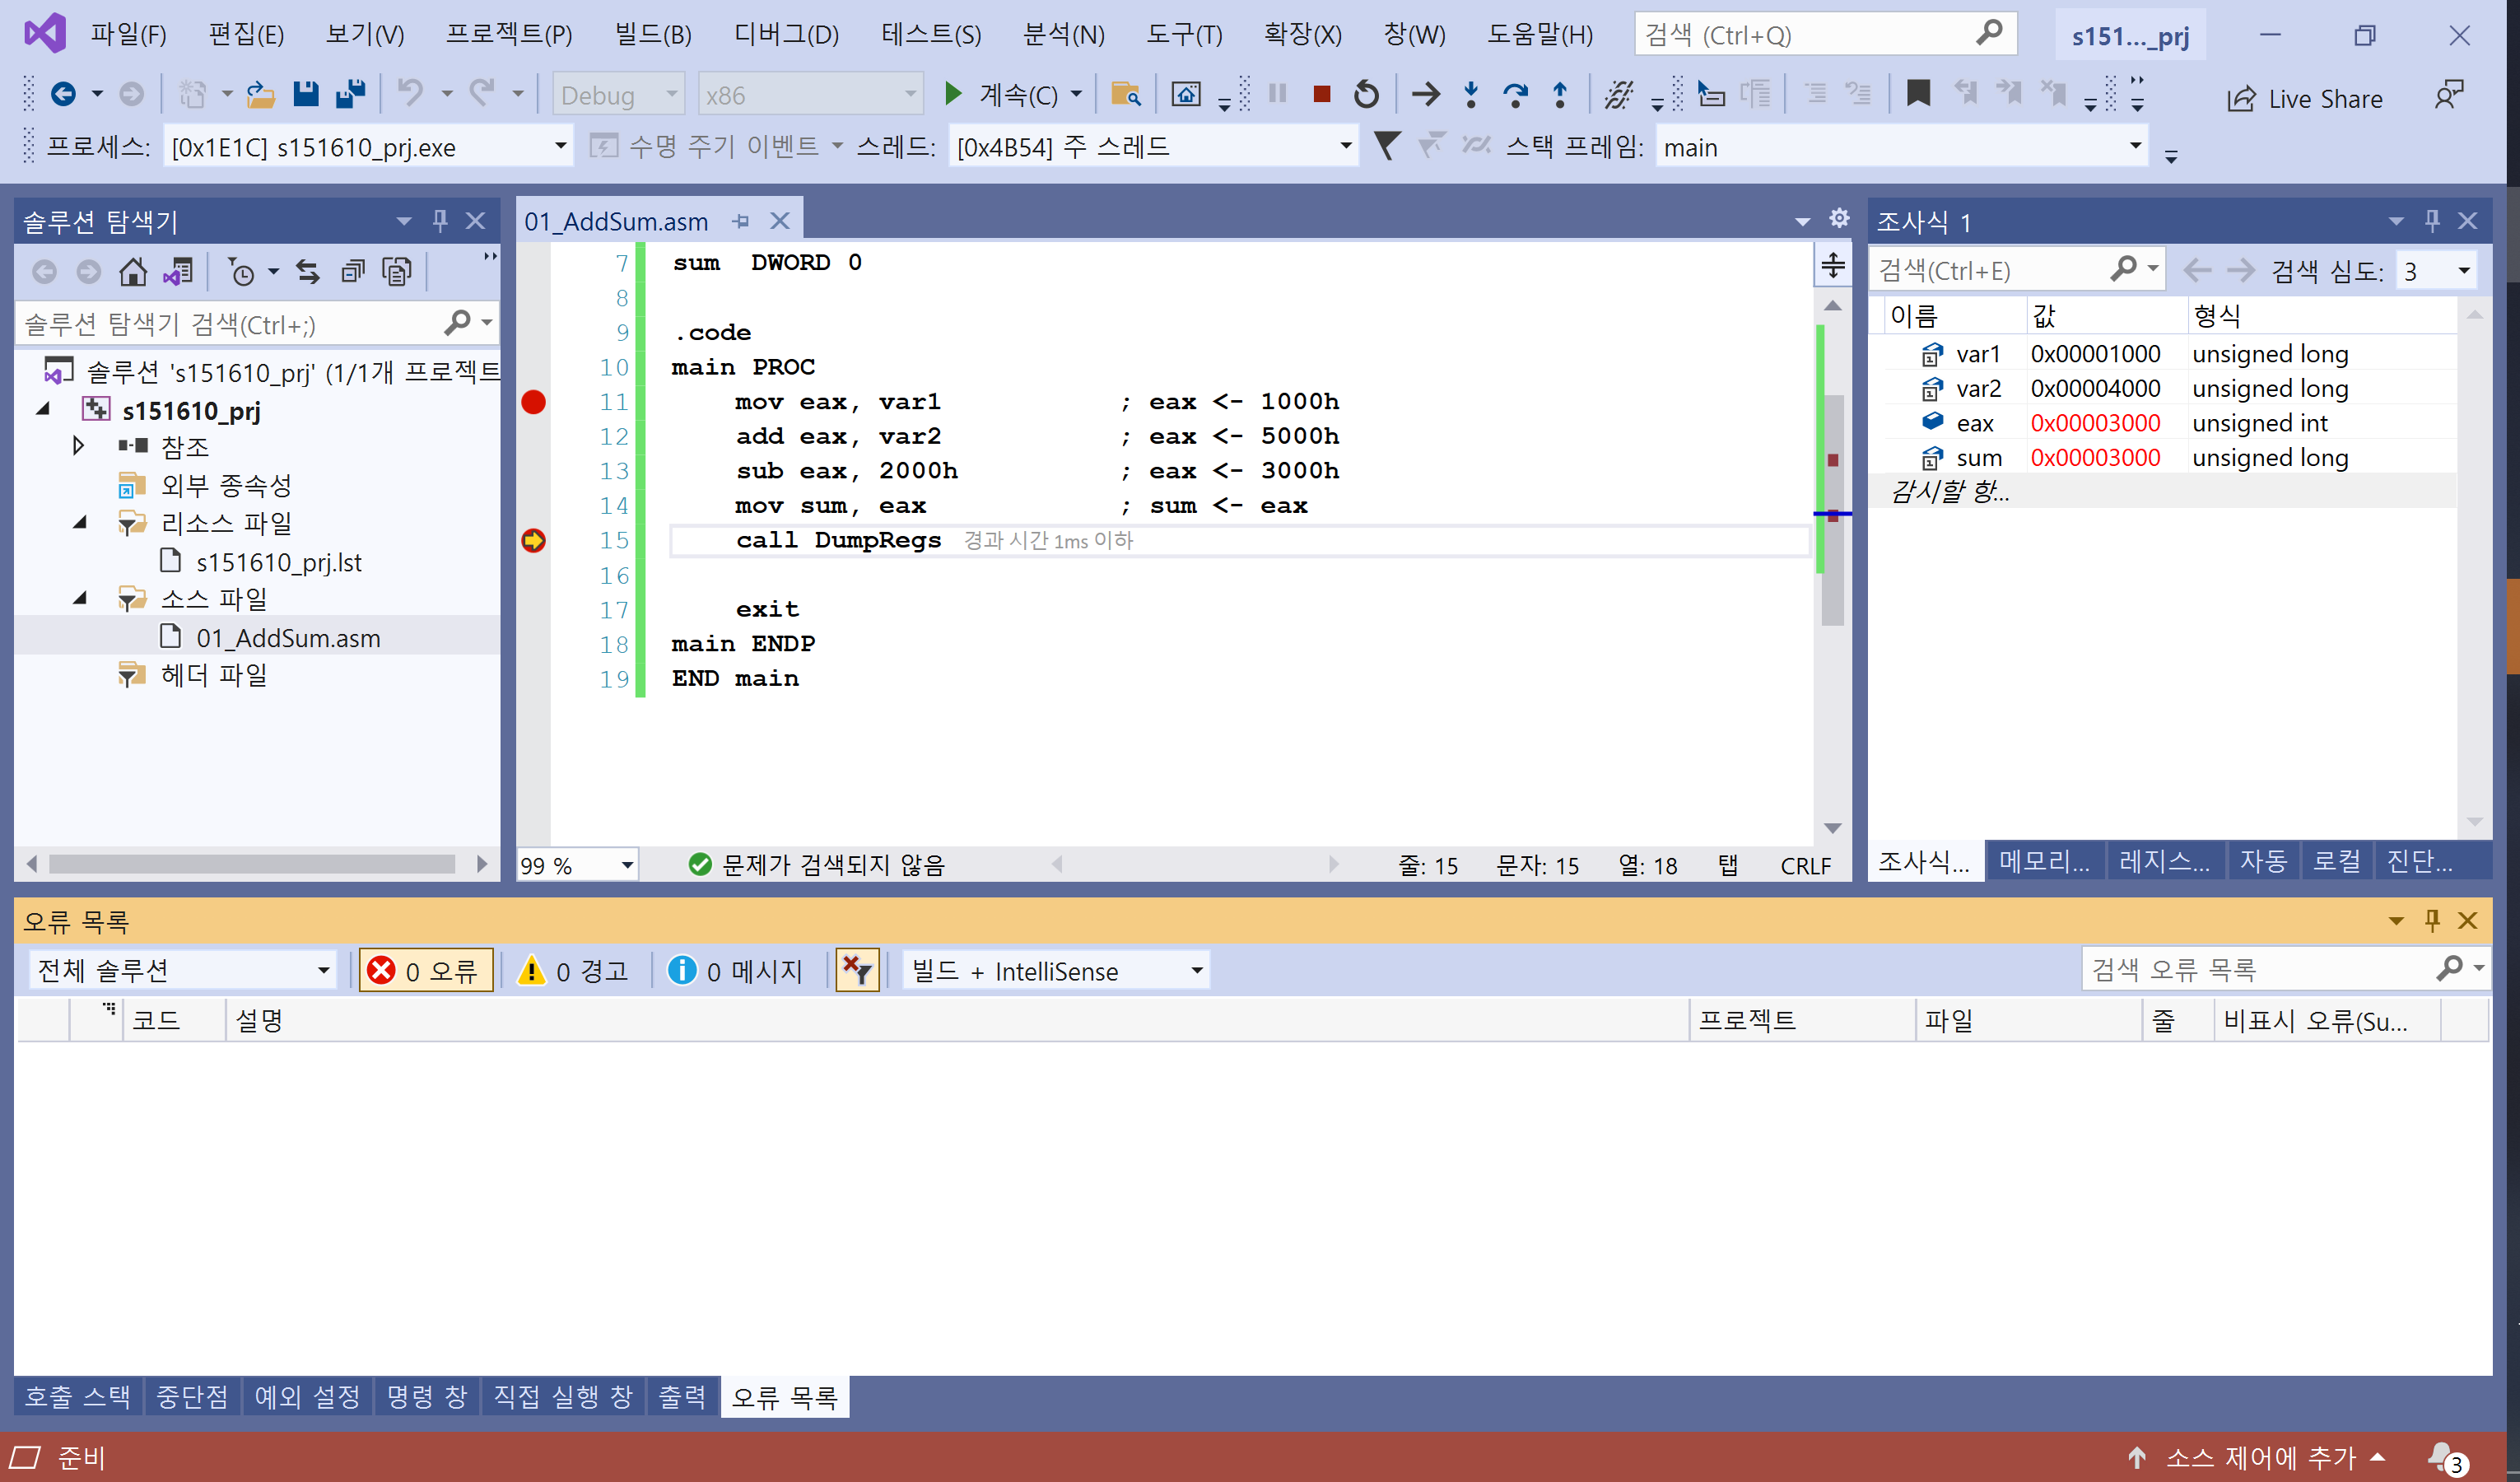 파일(F) 편집(E) 보기(V) 프로젝트(P) 빌드(B) 디버그(D) 테스트(S) 분석(N) 도구(T) 확장(X) 창(W) 도움말(H) 검색 (Ctrl+Q) s151..._prj
Debug x86 계속(C) Live Share
프로세스: [0x1E1C] s151610_prj.exe 수명 주기 이벤트 스레드: [0x4B54] 주 스레드 스택 프레임: main
솔루션 탐색기
솔루션 탐색기 검색(Ctrl+;)
솔루션 's151610_prj' (1/1개 프로젝트
s151610_prj
참조
외부 종속성
리소스 파일
s151610_prj.lst
소스 파일
01_AddSum.asm
헤더 파일
01_AddSum.asm
7 sum  DWORD 0
8
9 .code
10 main PROC
11     mov eax, var1           ; eax <- 1000h
12     add eax, var2           ; eax <- 5000h
13     sub eax, 2000h          ; eax <- 3000h
14     mov sum, eax            ; sum <- eax
15     call DumpRegs 경과 시간 1ms 이하
16
17     exit
18 main ENDP
19 END main
99 % 문제가 검색되지 않음 줄: 15 문자: 15 열: 18 탭 CRLF
조사식 1
검색(Ctrl+E) 검색 심도: 3
이름 값 형식
var1 0x00001000 unsigned long
var2 0x00004000 unsigned long
eax 0x00003000 unsigned int
sum 0x00003000 unsigned long
감시할 항...
조사식... 메모리... 레지스... 자동 로컬 진단...
오류 목록
전체 솔루션 0 오류 0 경고 0 메시지 빌드 + IntelliSense 검색 오류 목록
코드 설명 프로젝트 파일 줄 비표시 오류(Su...
호출 스택 중단점 예외 설정 명령 창 직접 실행 창 출력 오류 목록
준비 소스 제어에 추가 3